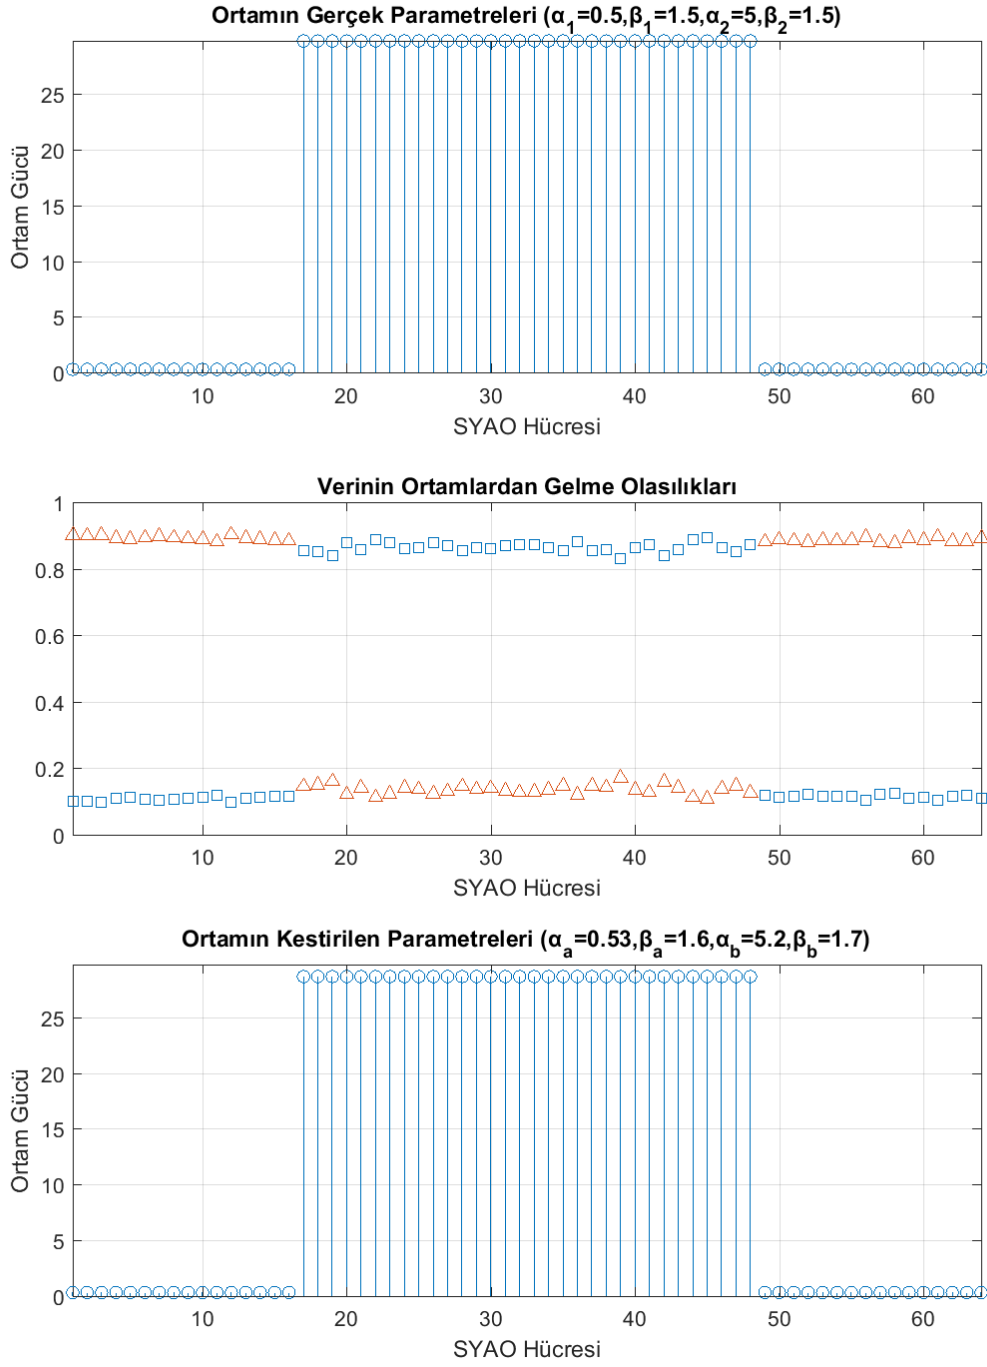 Ortamın Gerçek Parametreleri (α₁=0.5,β₁=1.5,α₂=5,β₂=1.5)
Ortam Gücü
25
20
15
10
5
0
10 20 30 40 50 60
SYAO Hücresi
Verinin Ortamlardan Gelme Olasılıkları
1
0.8
0.6
0.4
0.2
0
10 20 30 40 50 60
SYAO Hücresi
Ortamın Kestirilen Parametreleri (α_a=0.53,β_a=1.6,α_b=5.2,β_b=1.7)
Ortam Gücü
25
20
15
10
5
0
10 20 30 40 50 60
SYAO Hücresi